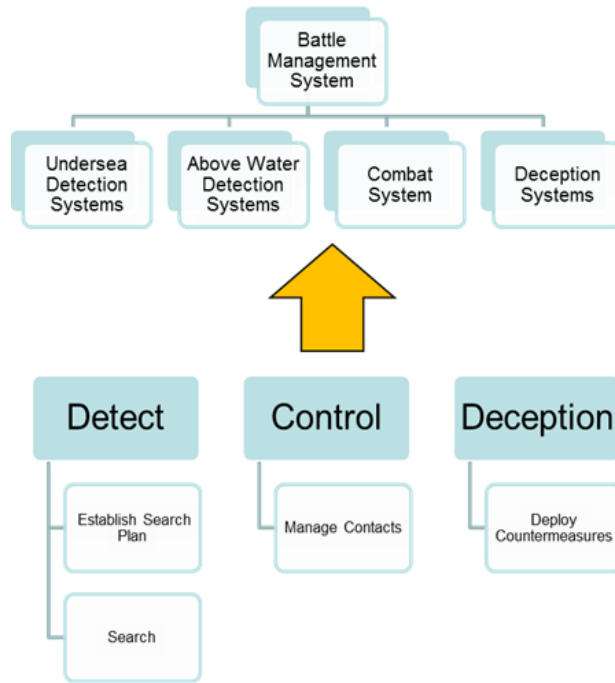 Battle
Management
System
Undersea
Detection
Systems
Above Water
Detection
Systems
Combat
System
Deception
Systems
Detect
Control
Deception
Establish Search
Plan
Manage Contacts
Deploy
Countermeasures
Search